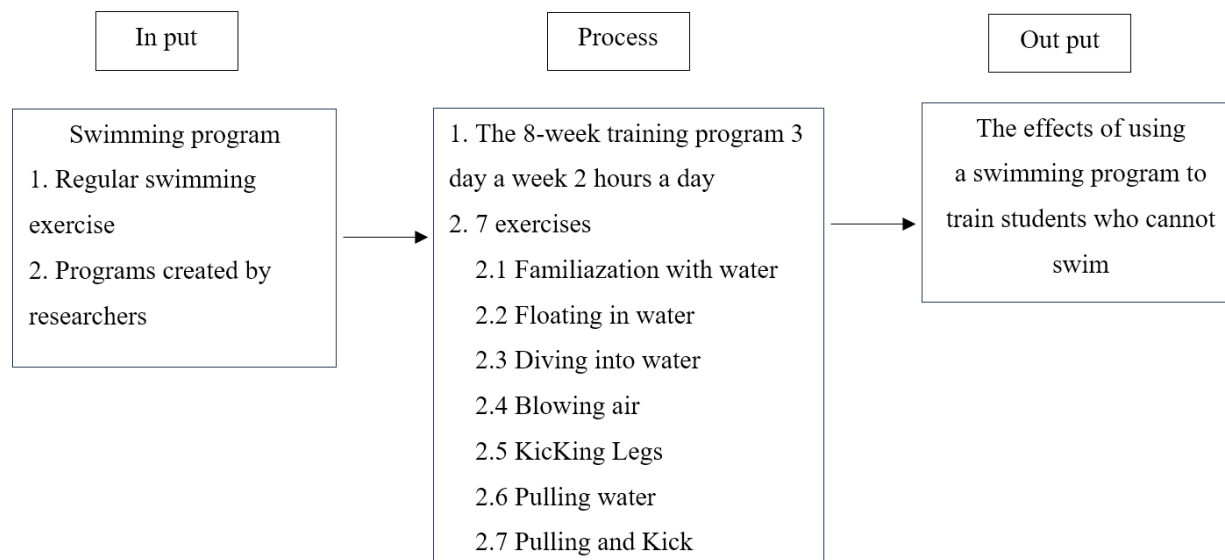 In put
Process
Out put
Swimming program
1. Regular swimming
exercise
2. Programs created by
researchers
1. The 8-week training program 3
day a week 2 hours a day
2. 7 exercises
2.1 Familiazation with water
2.2 Floating in water
2.3 Diving into water
2.4 Blowing air
2.5 KicKing Legs
2.6 Pulling water
2.7 Pulling and Kick
The effects of using
a swimming program to
train students who cannot
swim